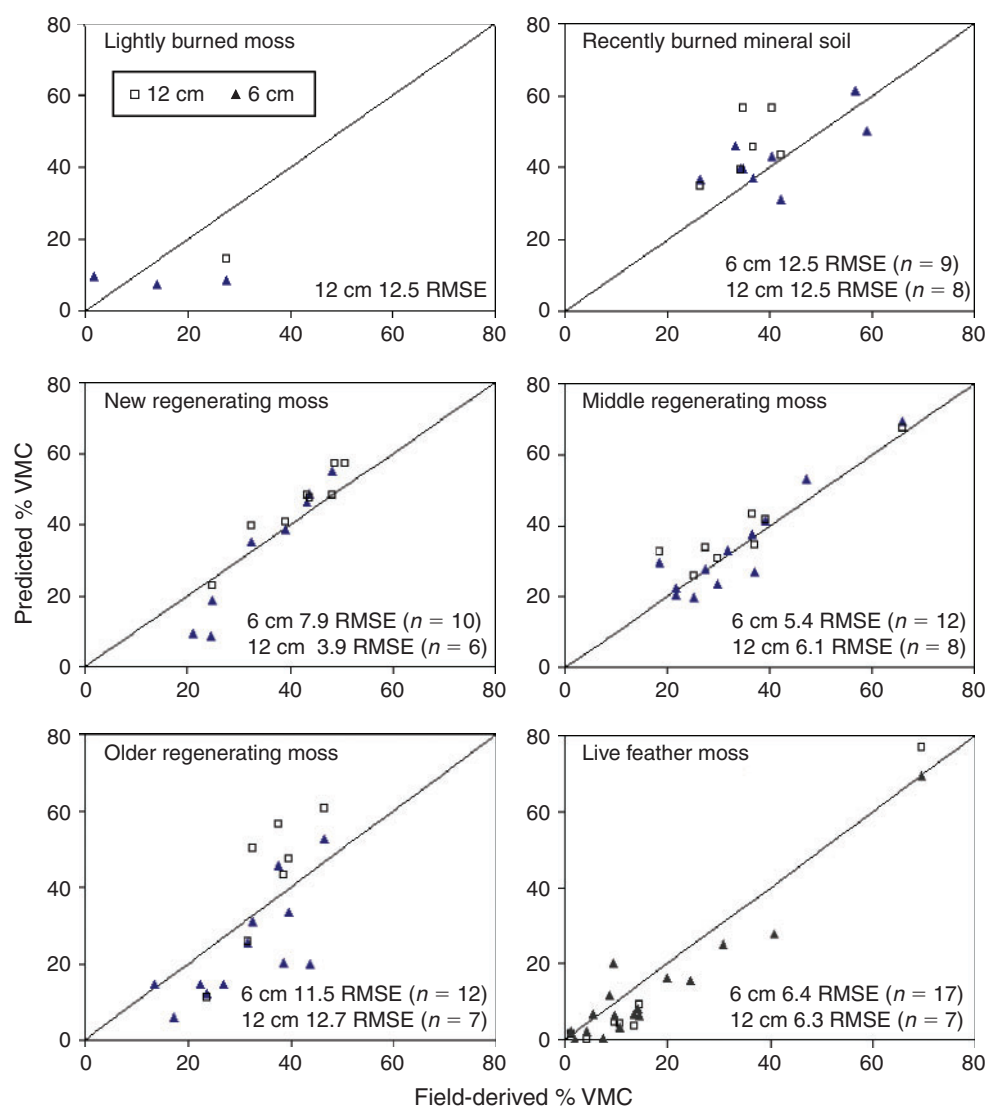 Lightly burned moss
12 cm 6 cm
12 cm 12.5 RMSE
80
60
40
20
0
0 20 40 60 80
Recently burned mineral soil
6 cm 12.5 RMSE (n = 9)
12 cm 12.5 RMSE (n = 8)
80
60
40
20
0
0 20 40 60 80
New regenerating moss
6 cm 7.9 RMSE (n = 10)
12 cm 3.9 RMSE (n = 6)
80
60
40
20
0
0 20 40 60 80
Middle regenerating moss
6 cm 5.4 RMSE (n = 12)
12 cm 6.1 RMSE (n = 8)
80
60
40
20
0
0 20 40 60 80
Older regenerating moss
6 cm 11.5 RMSE (n = 12)
12 cm 12.7 RMSE (n = 7)
80
60
40
20
0
0 20 40 60 80
Live feather moss
6 cm 6.4 RMSE (n = 17)
12 cm 6.3 RMSE (n = 7)
80
60
40
20
0
0 20 40 60 80
Predicted % VMC
Field-derived % VMC